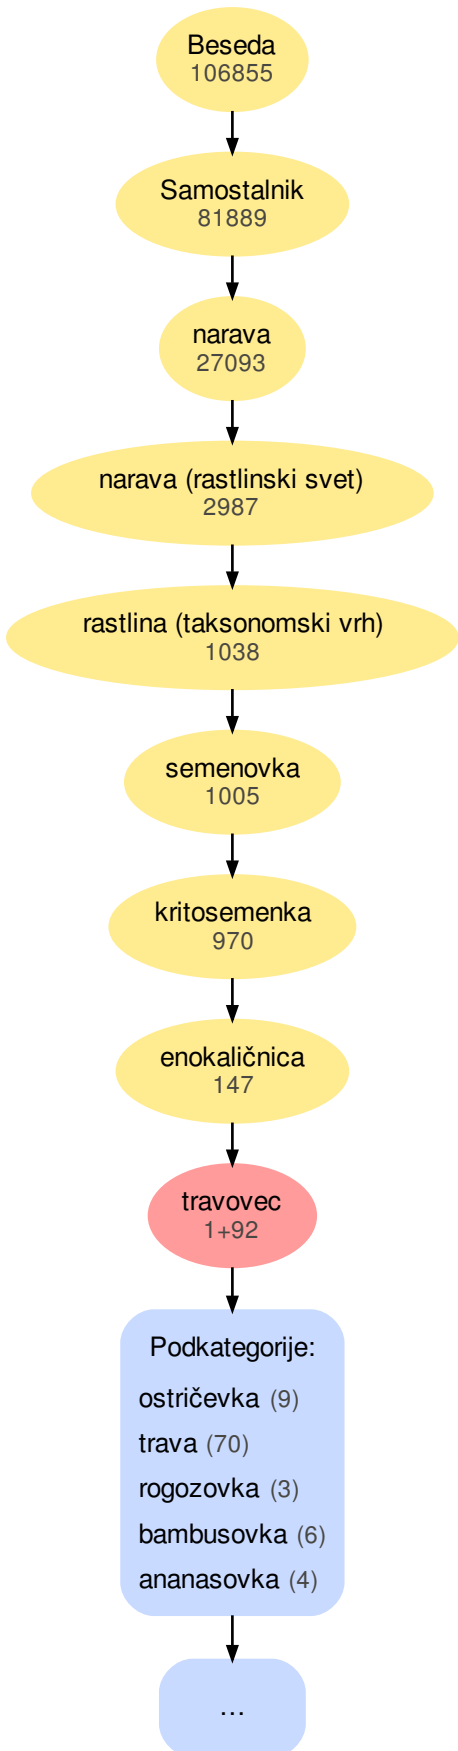 Beseda
106855
Samostalnik
81889
narava
27093
narava (rastlinski svet)
2987
rastlina (taksonomski vrh)
1038
semenovka
1005
kritosemenka
970
enokaličnica
147
travovec
1+92
Podkategorije:
ostričevka (9)
trava (70)
rogozovka (3)
bambusovka (6)
ananasovka (4)
...